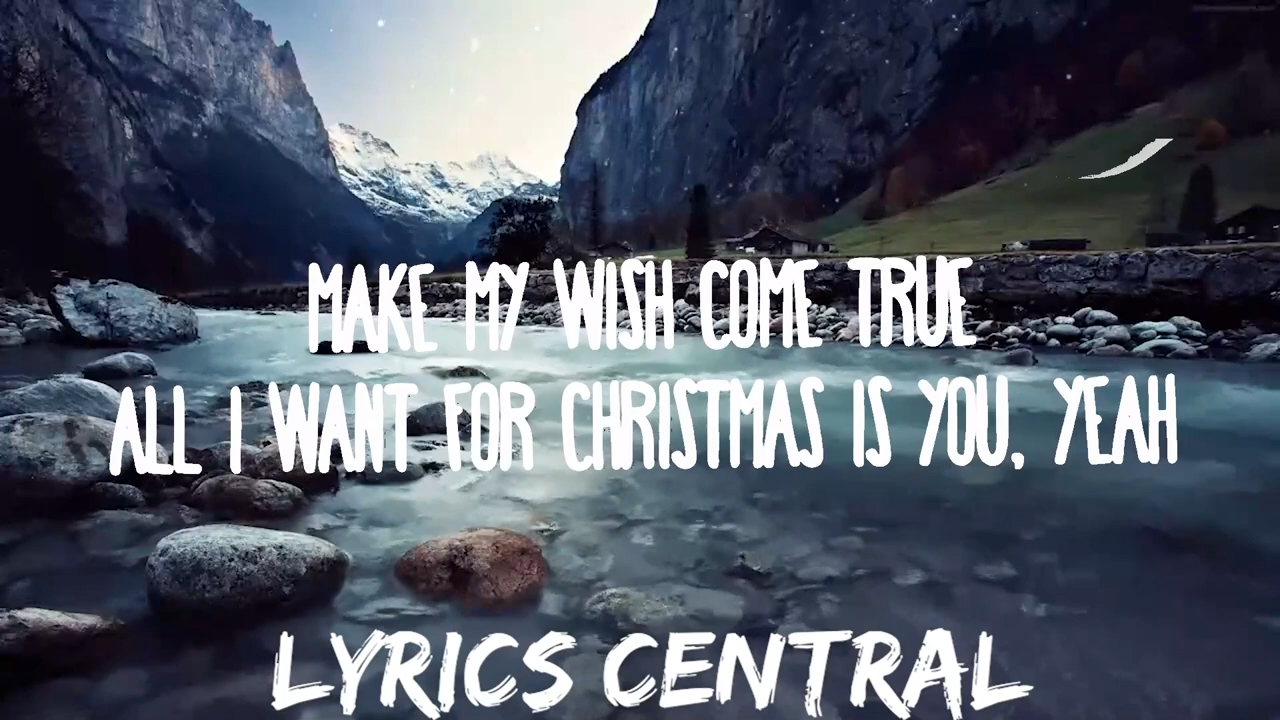 MAKE MY WISH COME TRUE
ALL I WANT FOR CHRISTMAS IS YOU, YEAH
LYRICS CENTRAL